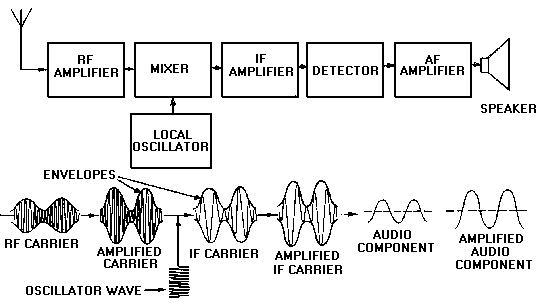 RF
AMPLIFIER
MIXER
IF
AMPLIFIER
DETECTOR
AF
AMPLIFIER
SPEAKER
LOCAL
OSCILLATOR
ENVELOPES
RF CARRIER
AMPLIFIED
CARRIER
IF CARRIER
AMPLIFIED
IF CARRIER
AUDIO
COMPONENT
AMPLIFIED
AUDIO
COMPONENT
OSCILLATOR WAVE